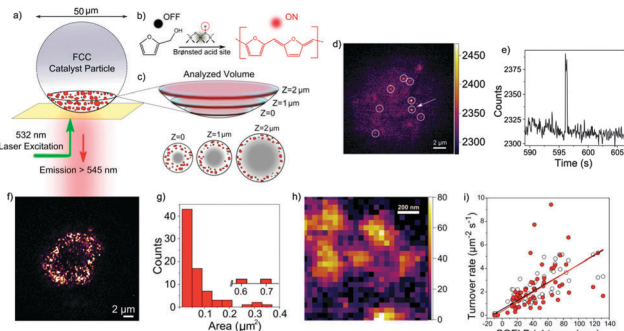 a)
50 μm
FCC
Catalyst Particle
532 nm
Laser Excitation
Emission > 545 nm
b)
OFF
OH
O
Brønsted acid site
ON
O
O
c)
Analyzed Volume
Z=2 μm
Z=1 μm
Z=0
Z=0
Z=1 μm
Z=2 μm
d)
2 μm
2450
2400
2350
e)
Counts
2375
2350
2325
2300
590
595
600
605
Time (s)
f)
2 μm
g)
Counts
40
30
20
10
0
0.6
0.7
0.1
0.2
0.3
0.4
Area (μm²)
h)
200 nm
80
60
40
20
0
i)
Turnover rate (μm⁻² s⁻¹)
10
8
6
4
2
0
-20
0
20
40
60
80
100
120
140